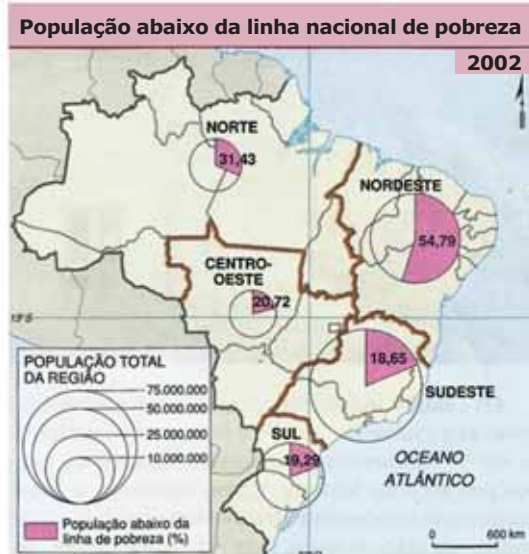 População abaixo da linha nacional de pobreza
2002
NORTE
31,43
NORDESTE
54,79
CENTRO-
OESTE
20,72
18,65
SUDESTE
SUL
19,29
OCEANO
ATLÂNTICO
POPULAÇÃO TOTAL
DA REGIÃO
75.000.000
50.000.000
25.000.000
10.000.000
População abaixo da
linha de pobreza (%)
0 600 km